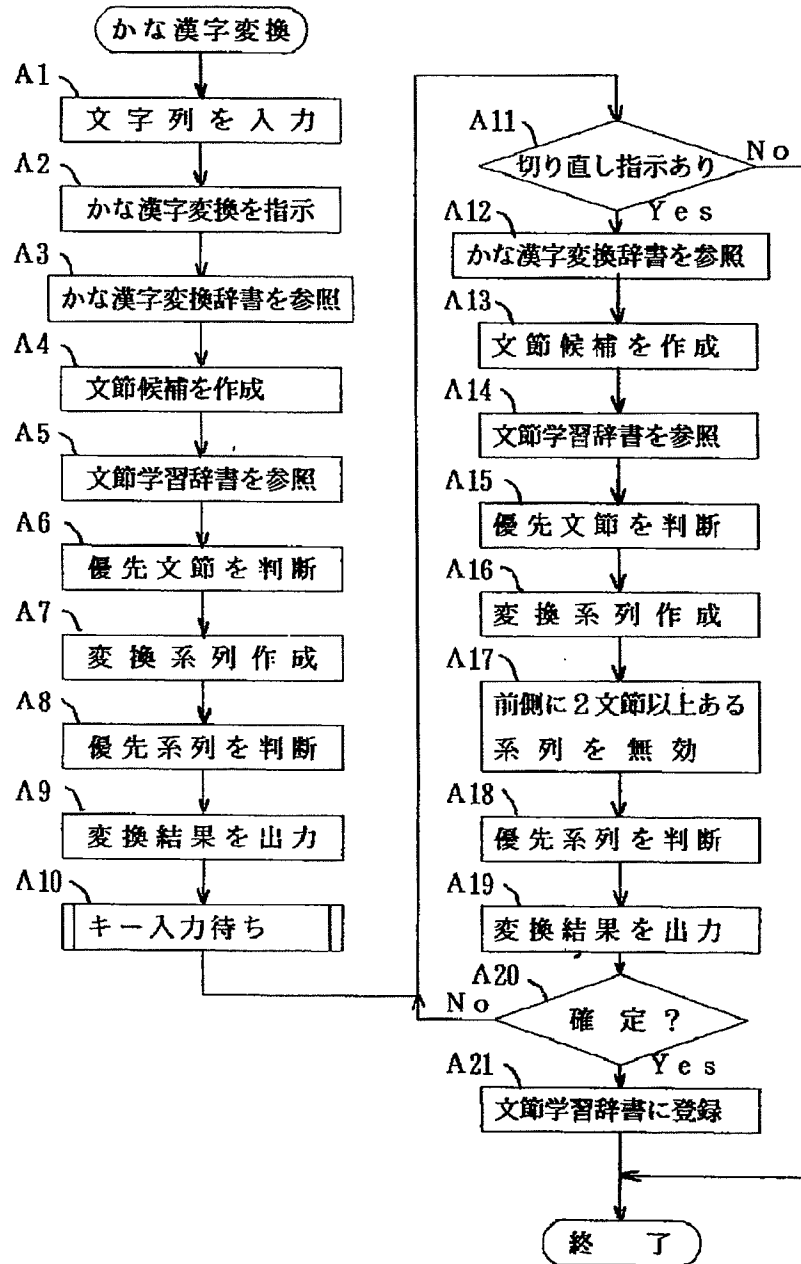 かな漢字変換
A1
文字列を入力
A2
かな漢字変換を指示
A3
かな漢字変換辞書を参照
A4
文節候補を作成
A5
文節学習辞書を参照
A6
優先文節を判断
A7
変換系列作成
A8
優先系列を判断
A9
変換結果を出力
A10
キー入力待ち
A11
切り直し指示あり
No
Yes
A12
かな漢字変換辞書を参照
A13
文節候補を作成
A14
文節学習辞書を参照
A15
優先文節を判断
A16
変換系列作成
A17
前側に2文節以上ある
系列を無効
A18
優先系列を判断
A19
変換結果を出力
A20
No
確定?
Yes
A21
文節学習辞書に登録
終了